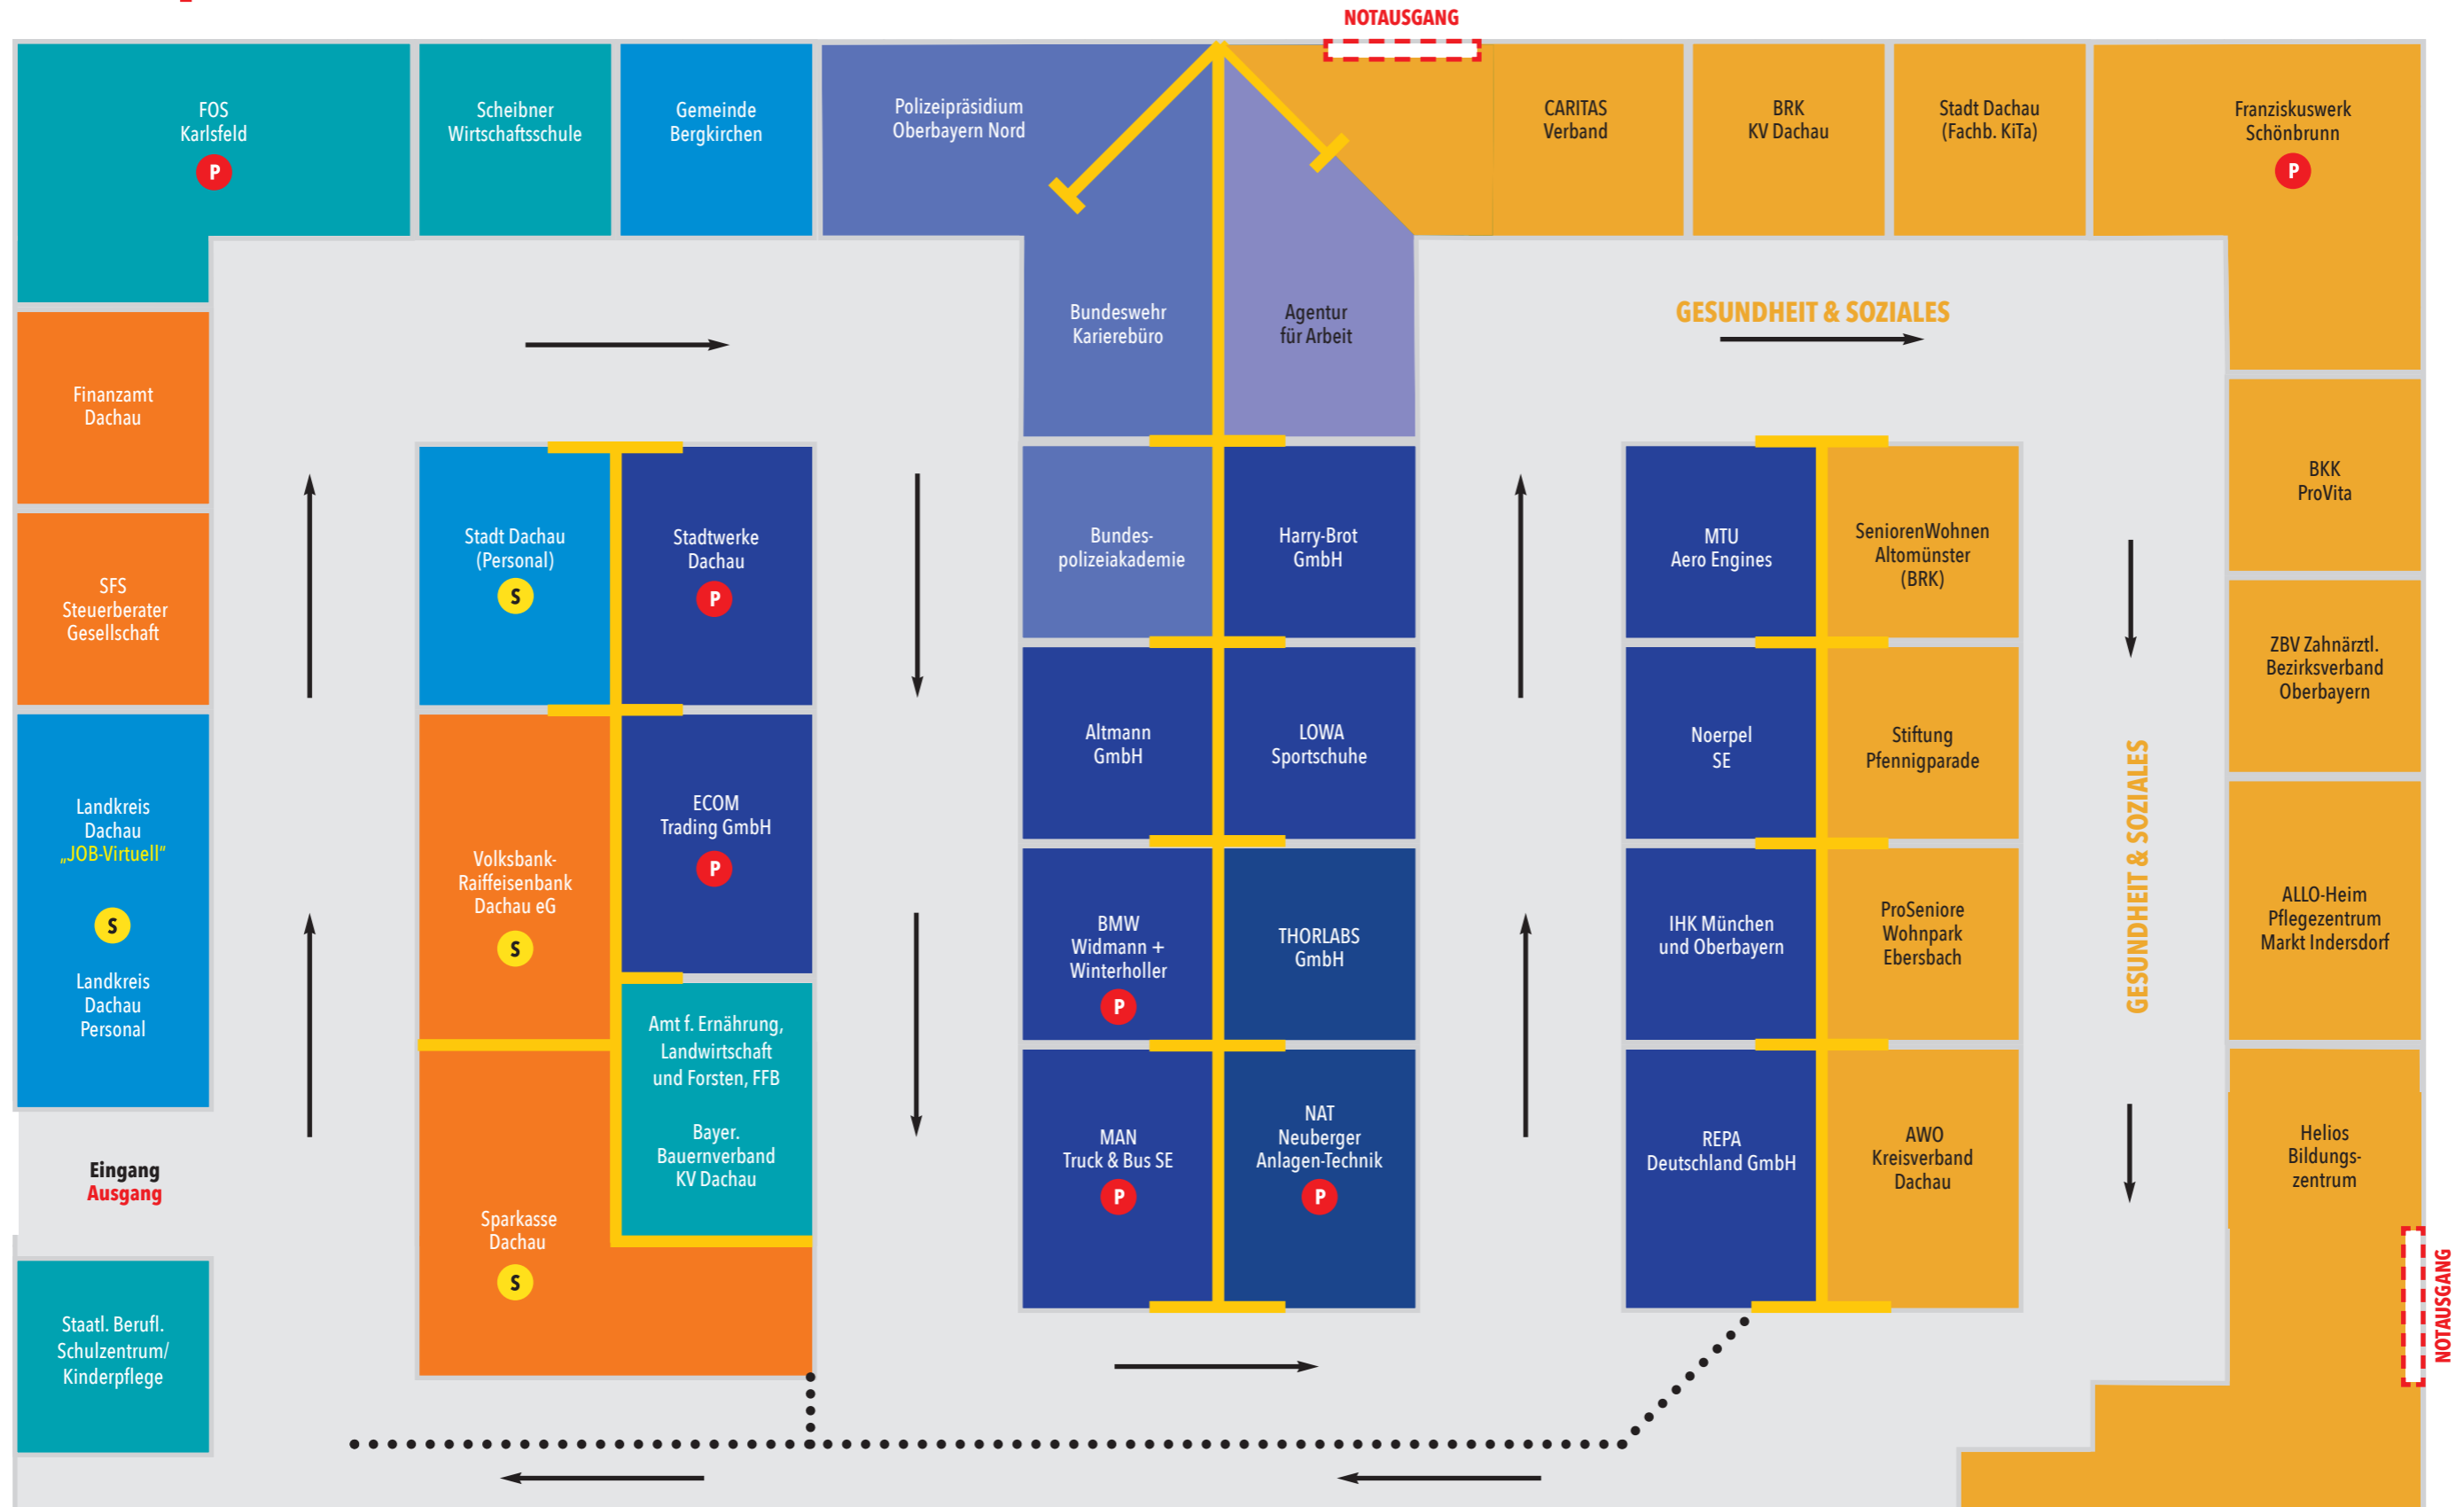 NOTAUSGANG
FOS
Karlsfeld
P
Scheibner
Wirtschaftsschule
Gemeinde
Bergkirchen
Polizeipräsidium
Oberbayern Nord
CARITAS
Verband
BRK
KV Dachau
Stadt Dachau
(Fachb. KiTa)
Franziskuswerk
Schönbrunn
P
Bundeswehr
Karierebüro
Agentur
für Arbeit
GESUNDHEIT & SOZIALES
Finanzamt
Dachau
SFS
Steuerberater
Gesellschaft
Landkreis
Dachau
„JOB-Virtuell“
S
Landkreis
Dachau
Personal
Eingang
Ausgang
Staatl. Berufl.
Schulzentrum/
Kinderpflege
Stadt Dachau
(Personal)
S
Stadtwerke
Dachau
P
Volksbank-
Raiffeisenbank
Dachau eG
S
ECOM
Trading GmbH
P
Amt f. Ernährung,
Landwirtschaft
und Forsten, FFB
Bayer.
Bauernverband
KV Dachau
Sparkasse
Dachau
S
Bundes-
polizeiakademie
Harry-Brot
GmbH
Altmann
GmbH
LOWA
Sportschuhe
BMW
Widmann +
Winterholler
P
THORLABS
GmbH
MAN
Truck & Bus SE
P
NAT
Neuberger
Anlagen-Technik
P
MTU
Aero Engines
SeniorenWohnen
Altomünster
(BRK)
Noerpel
SE
Stiftung
Pfennigparade
IHK München
und Oberbayern
ProSeniore
Wohnpark
Ebersbach
REPA
Deutschland GmbH
AWO
Kreisverband
Dachau
GESUNDHEIT & SOZIALES
BKK
ProVita
ZBV Zahnärztl.
Bezirksverband
Oberbayern
ALLO-Heim
Pflegezentrum
Markt Indersdorf
Helios
Bildungs-
zentrum
NOTAUSGANG